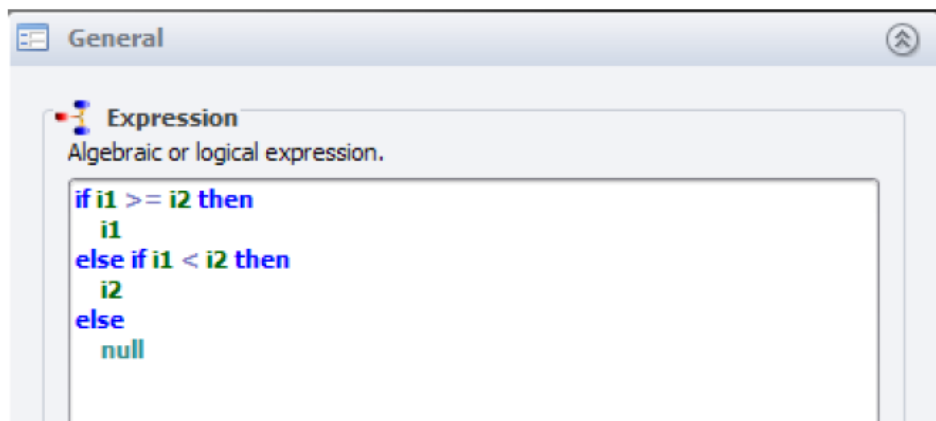 General
Expression
Algebraic or logical expression.
if i1 >= i2 then
i1
else if i1 < i2 then
i2
else
null